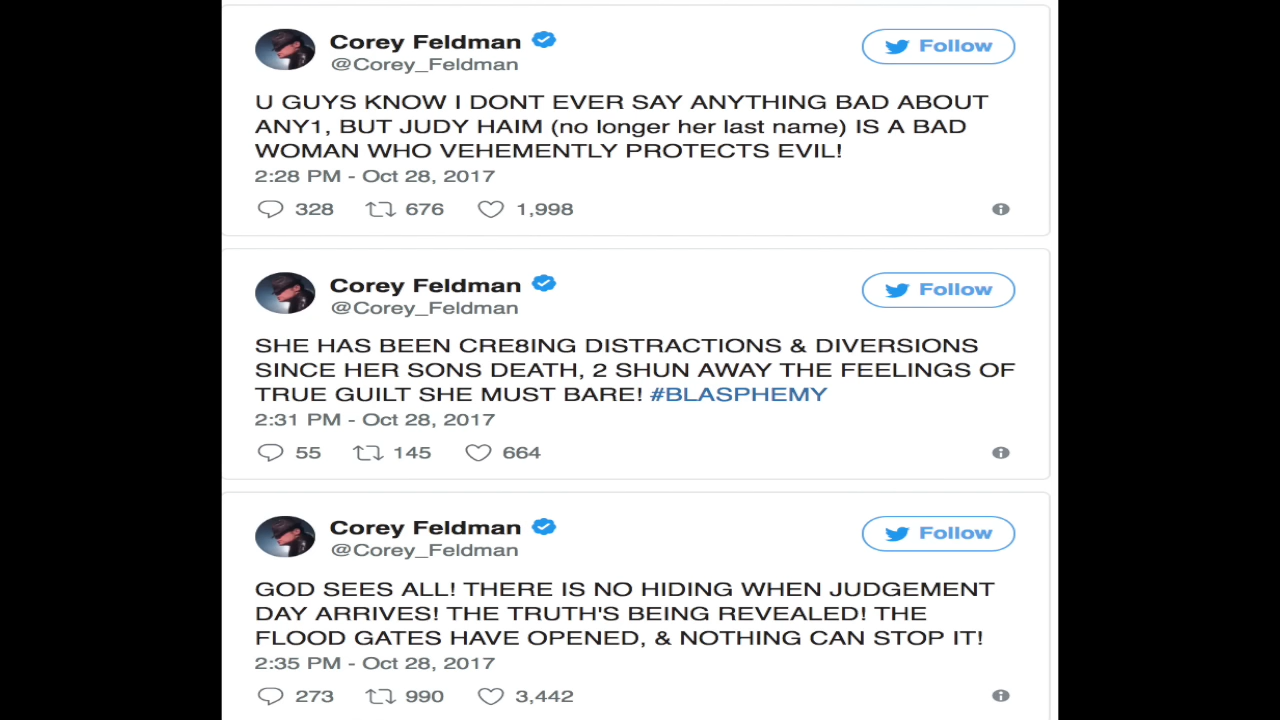 Corey Feldman
Follow
@Corey_Feldman
U GUYS KNOW I DONT EVER SAY ANYTHING BAD ABOUT
ANY1, BUT JUDY HAIM (no longer her last name) IS A BAD
WOMAN WHO VEHEMENTLY PROTECTS EVIL!
2:28 PM - Oct 28, 2017
328 676 1,998
Corey Feldman
Follow
@Corey_Feldman
SHE HAS BEEN CRE8ING DISTRACTIONS & DIVERSIONS
SINCE HER SONS DEATH, 2 SHUN AWAY THE FEELINGS OF
TRUE GUILT SHE MUST BARE! #BLASPHEMY
2:31 PM - Oct 28, 2017
55 145 664
Corey Feldman
Follow
@Corey_Feldman
GOD SEES ALL! THERE IS NO HIDING WHEN JUDGEMENT
DAY ARRIVES! THE TRUTH'S BEING REVEALED! THE
FLOOD GATES HAVE OPENED, & NOTHING CAN STOP IT!
2:35 PM - Oct 28, 2017
273 990 3,442